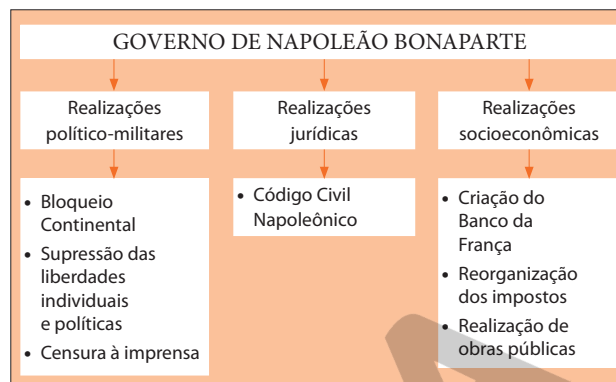 GOVERNO DE NAPOLEÃO BONAPARTE
Realizações
político-militares
• Bloqueio
Continental
• Supressão das
liberdades
individuais
e políticas
• Censura à imprensa
Realizações
jurídicas
• Código Civil
Napoleônico
Realizações
socioeconômicas
• Criação do
Banco da
França
• Reorganização
dos impostos
• Realização de
obras públicas